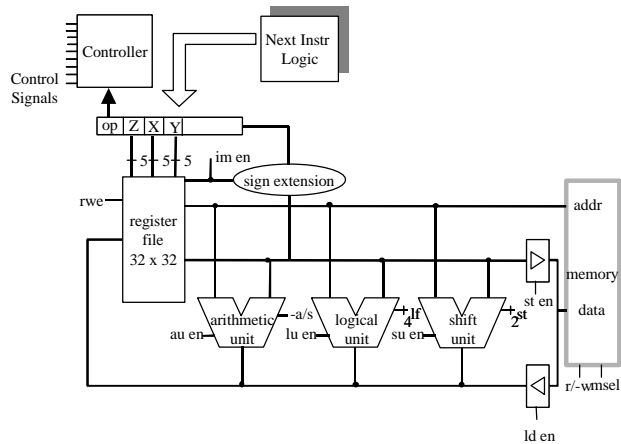 Controller
Next Instr
Logic
Control
Signals
op Z X Y
5 5 5
im en
sign extension
rwe
register
file
32 x 32
addr
memory
data
st en
arithmetic
unit
-a/s
au en
logical
unit
4 lf
lu en
shift
unit
2 st
su en
r/-w msel
ld en